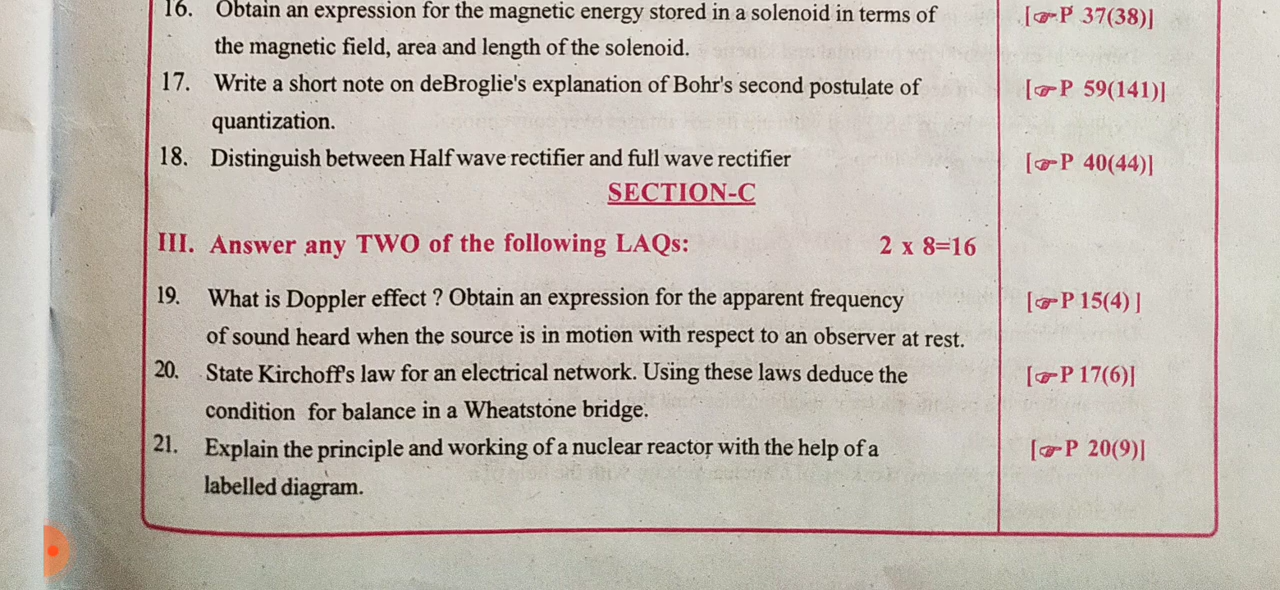 16. Obtain an expression for the magnetic energy stored in a solenoid in terms of [☞P 37(38)]
the magnetic field, area and length of the solenoid.
17. Write a short note on deBroglie's explanation of Bohr's second postulate of [☞P 59(141)]
quantization.
18. Distinguish between Half wave rectifier and full wave rectifier [☞P 40(44)]
SECTION-C
III. Answer any TWO of the following LAQs: 2 x 8=16
19. What is Doppler effect ? Obtain an expression for the apparent frequency [☞P 15(4) ]
of sound heard when the source is in motion with respect to an observer at rest.
20. State Kirchoff's law for an electrical network. Using these laws deduce the [☞P 17(6)]
condition for balance in a Wheatstone bridge.
21. Explain the principle and working of a nuclear reactor with the help of a [☞P 20(9)]
labelled diagram.